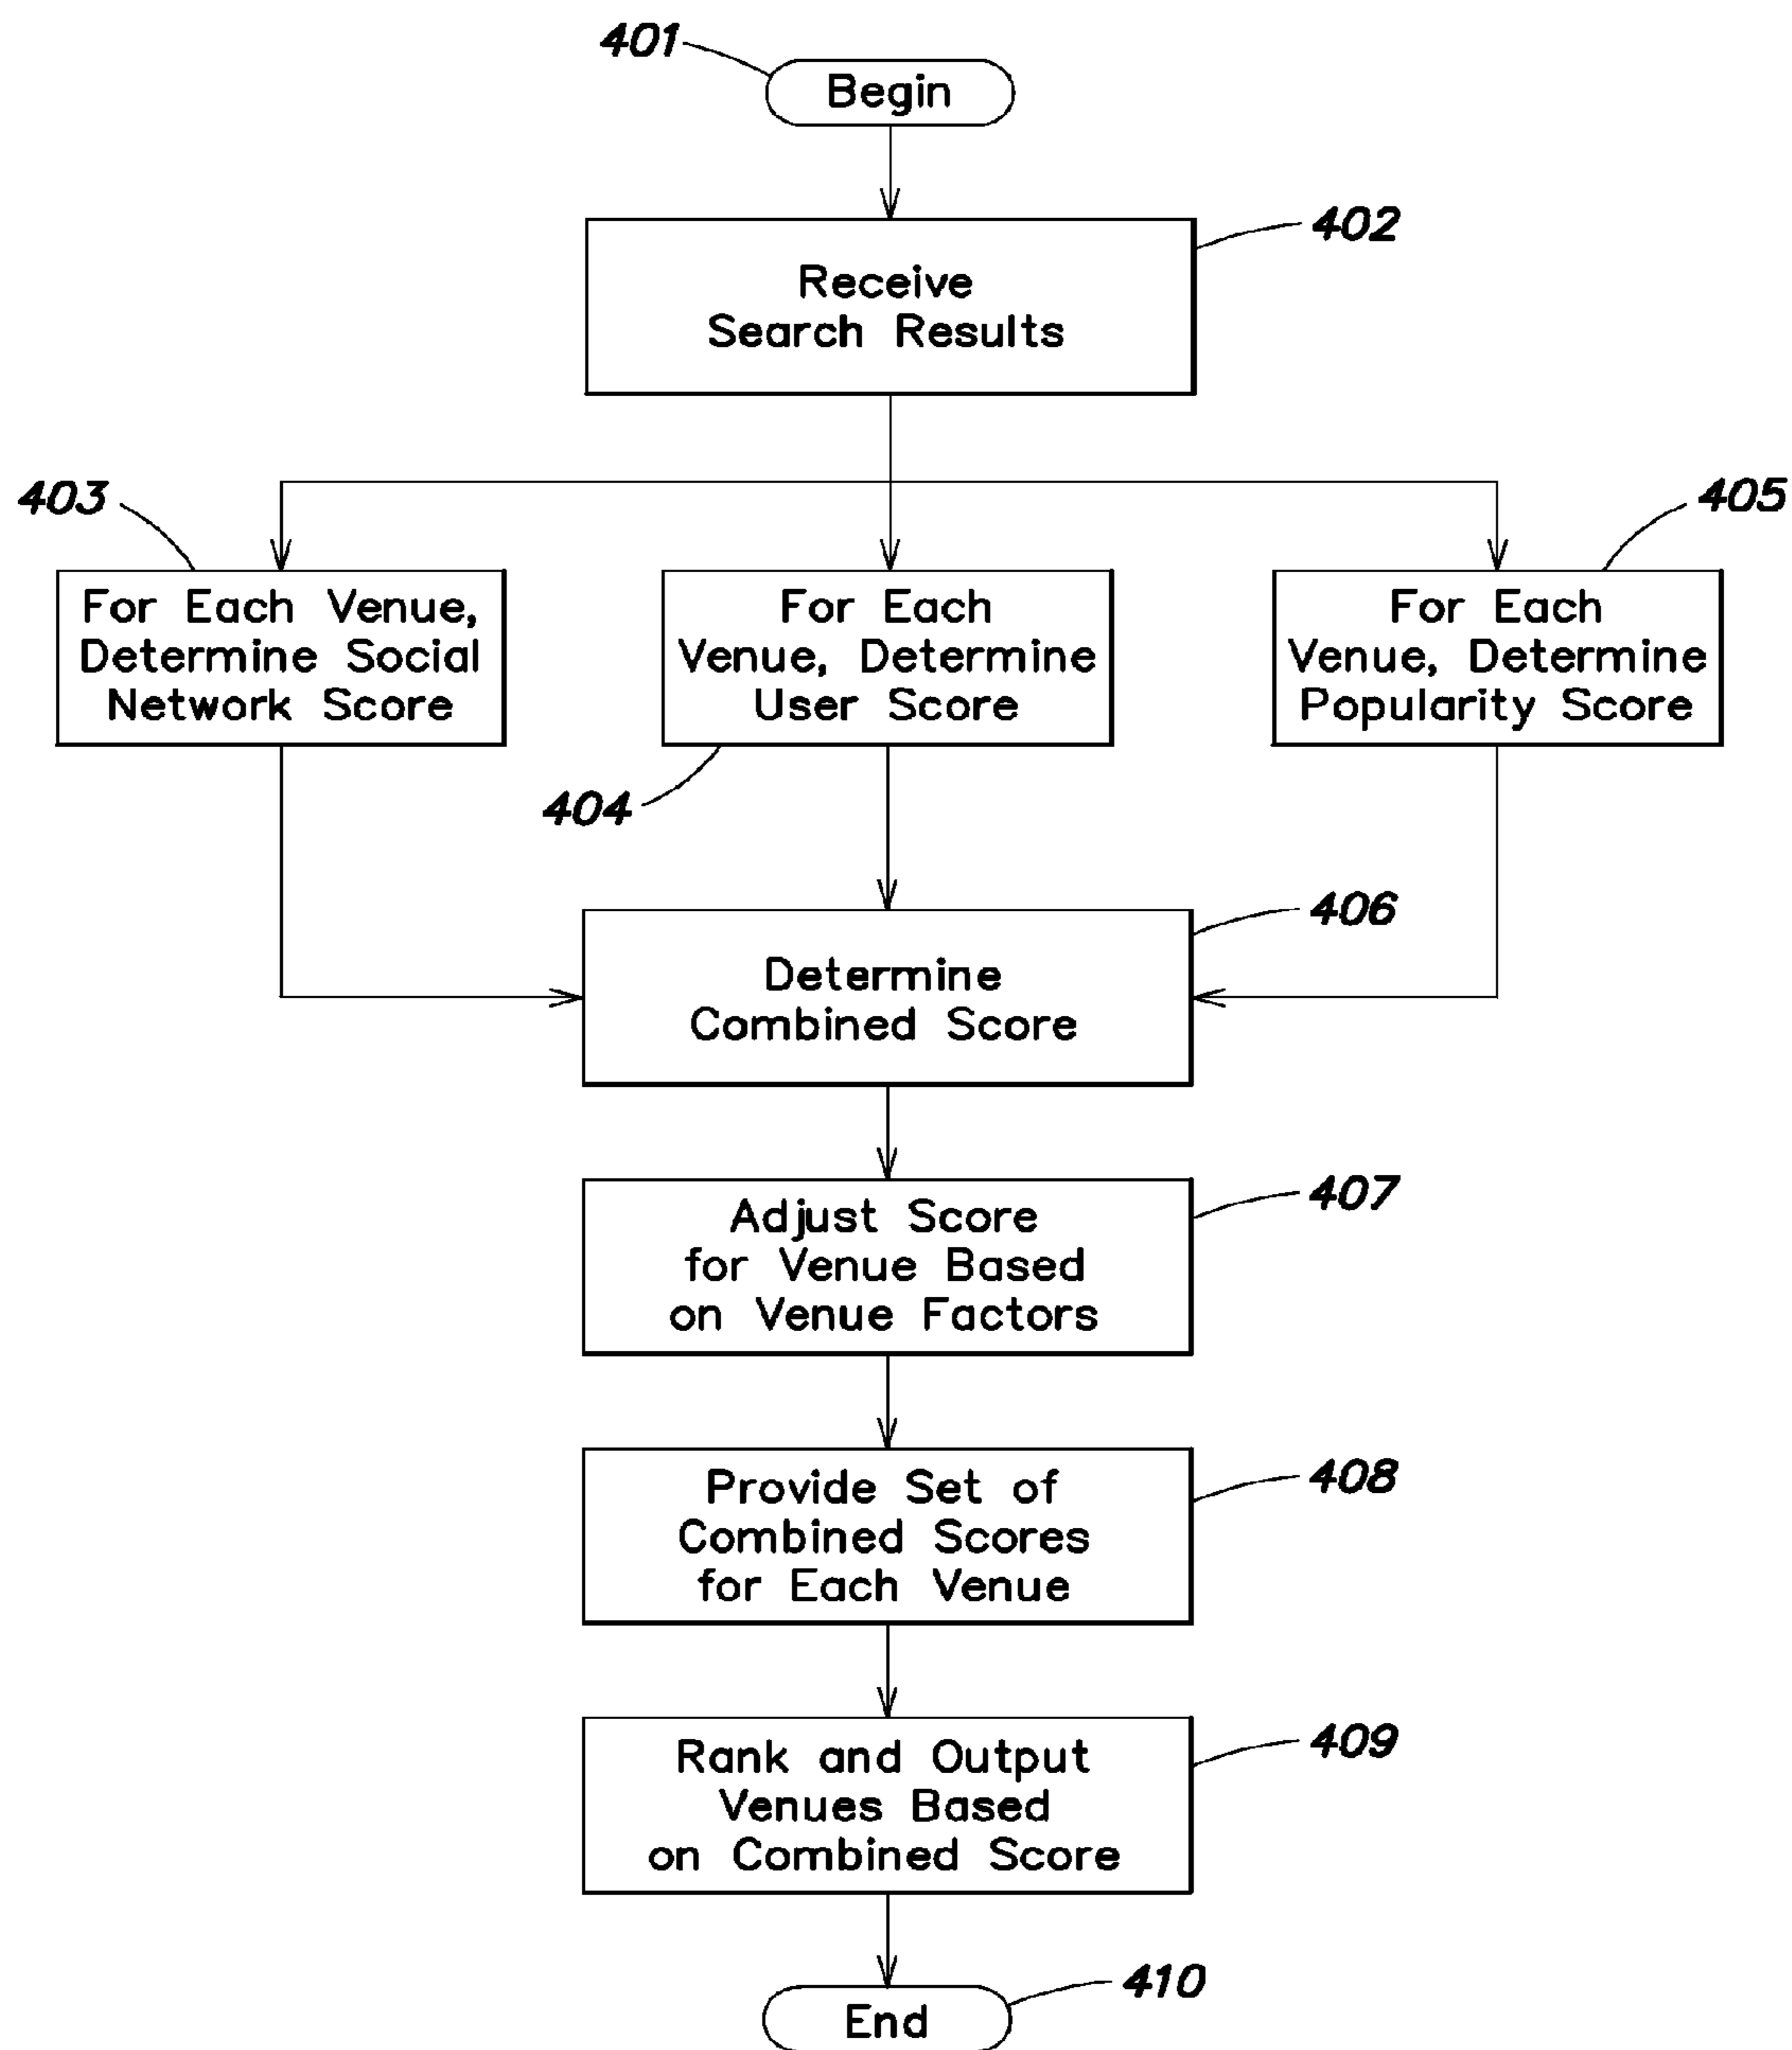 401
Begin
402
Receive
Search Results
403
405
For Each Venue,
Determine Social
Network Score
For Each
Venue, Determine
User Score
For Each
Venue, Determine
Popularity Score
404
406
Determine
Combined Score
407
Adjust Score
for Venue Based
on Venue Factors
408
Provide Set of
Combined Scores
for Each Venue
409
Rank and Output
Venues Based
on Combined Score
410
End